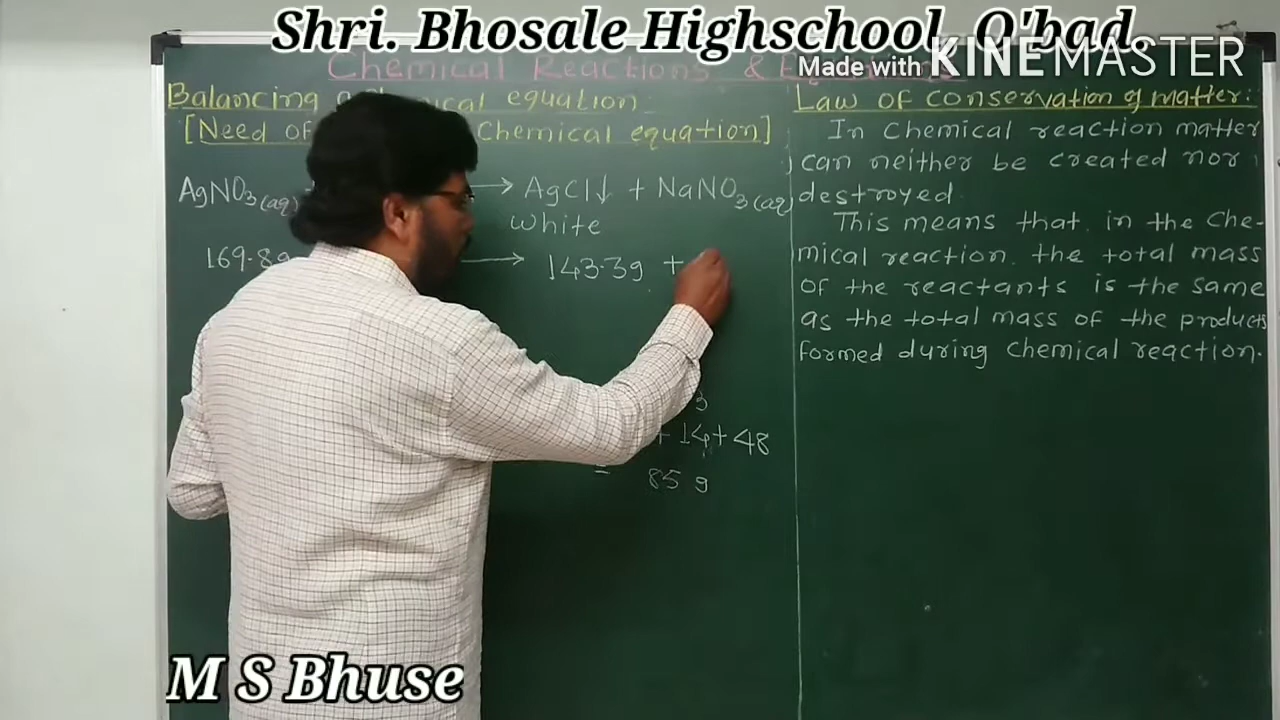 Shri. Bhosale Highschool, O'bad
Made with KINEMASTER
Chemical Reactions &
Balancing equation
[Need of Chemical equation]
AgNO₃(aq) → AgCl↓ + NaNO₃(aq)
White
169.8g → 143.3g +
3
+ 14 + 48
=
85 g
Law of conservation of matter:
In Chemical reaction matter
can neither be created nor
destroyed.
This means that in the Che-
mical reaction the total mass
of the reactants is the same
as the total mass of the products
formed during chemical reaction.
M S Bhuse